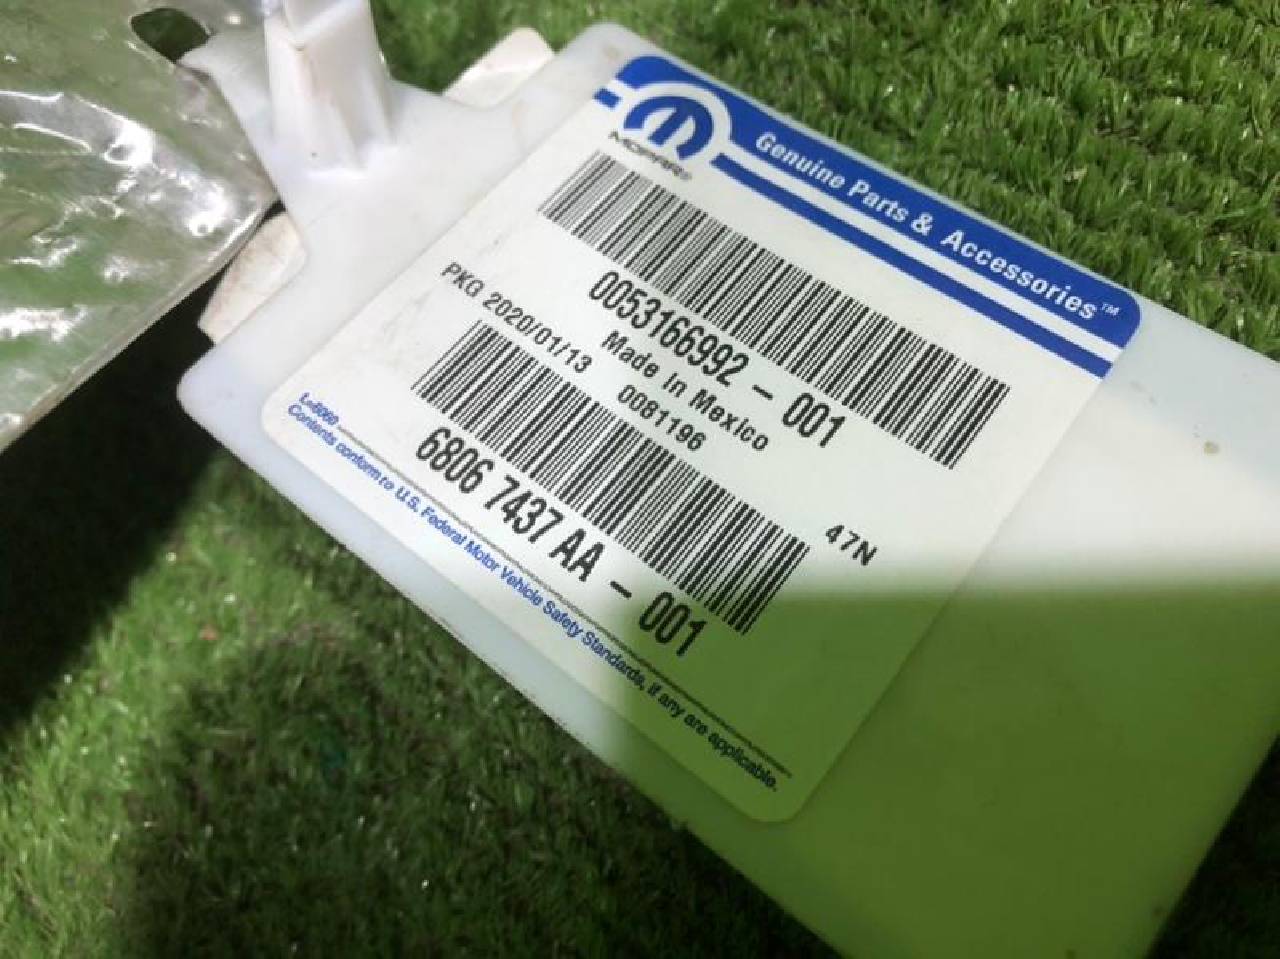 MOPAR
Genuine Parts & Accessories™
0053166992 - 001
Made In Mexico
PKG 2020/01/13 0081196
6806 7437 AA - 001
47N
L-6060
Contents conform to U.S. Federal Motor Vehicle Safety Standards, if any are applicable.